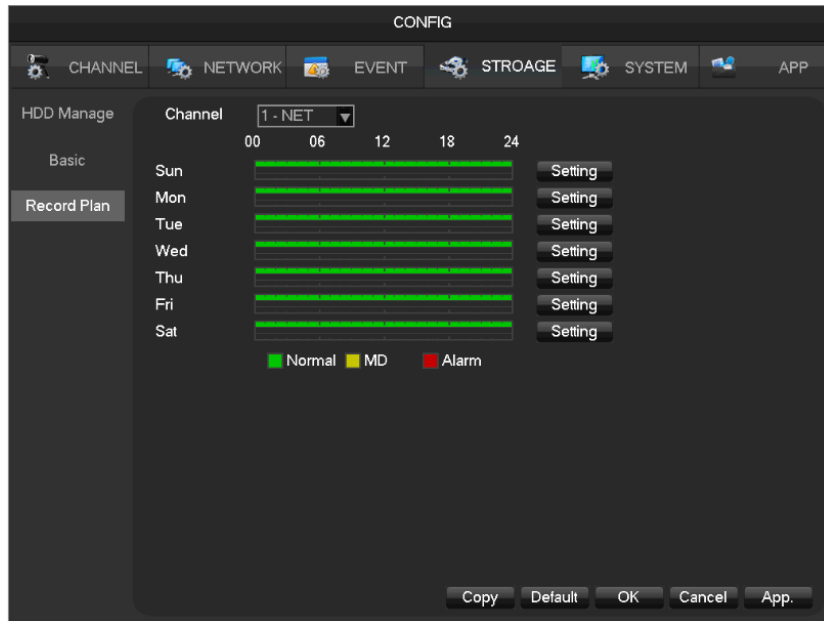 CONFIG
CHANNEL NETWORK EVENT STROAGE SYSTEM APP
HDD Manage
Basic
Record Plan
Channel 1 - NET
00 06 12 18 24
Sun Setting
Mon Setting
Tue Setting
Wed Setting
Thu Setting
Fri Setting
Sat Setting
Normal MD Alarm
Copy Default OK Cancel App.